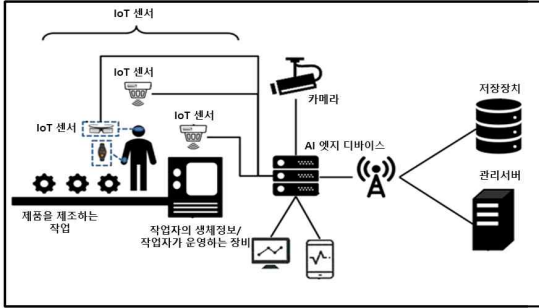 IoT 센서
IoT 센서
IoT 센서
IoT 센서
카메라
저장장치
AI 엣지 디바이스
관리서버
제품을 제조하는
작업
작업자의 생체정보/
작업자가 운영하는 장비